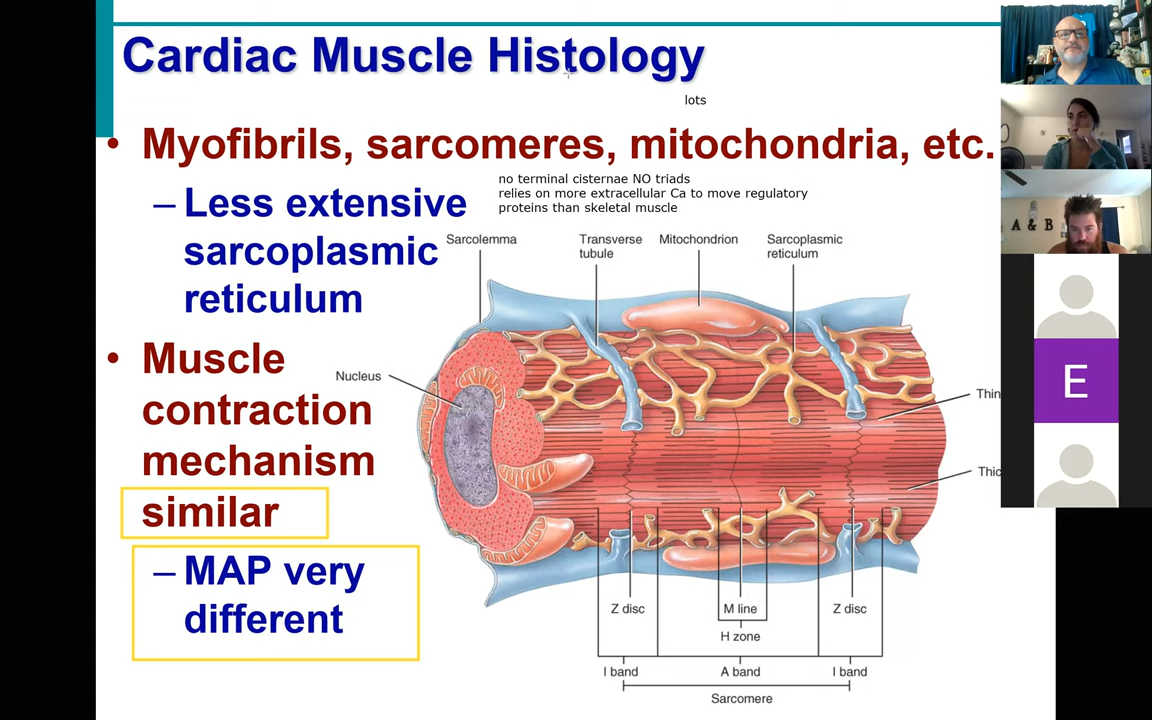 Cardiac Muscle Histology
lots
• Myofibrils, sarcomeres, mitochondria, etc.
no terminal cisternae NO triads
relies on more extracellular Ca to move regulatory
proteins than skeletal muscle
– Less extensive
sarcoplasmic
reticulum
• Muscle
contraction
mechanism
similar
– MAP very
different
Sarcolemma
Transverse
tubule
Mitochondrion
Sarcoplasmic
reticulum
Nucleus
Thin
Thic
Z disc
M line
Z disc
H zone
I band
A band
I band
Sarcomere
A & B
E